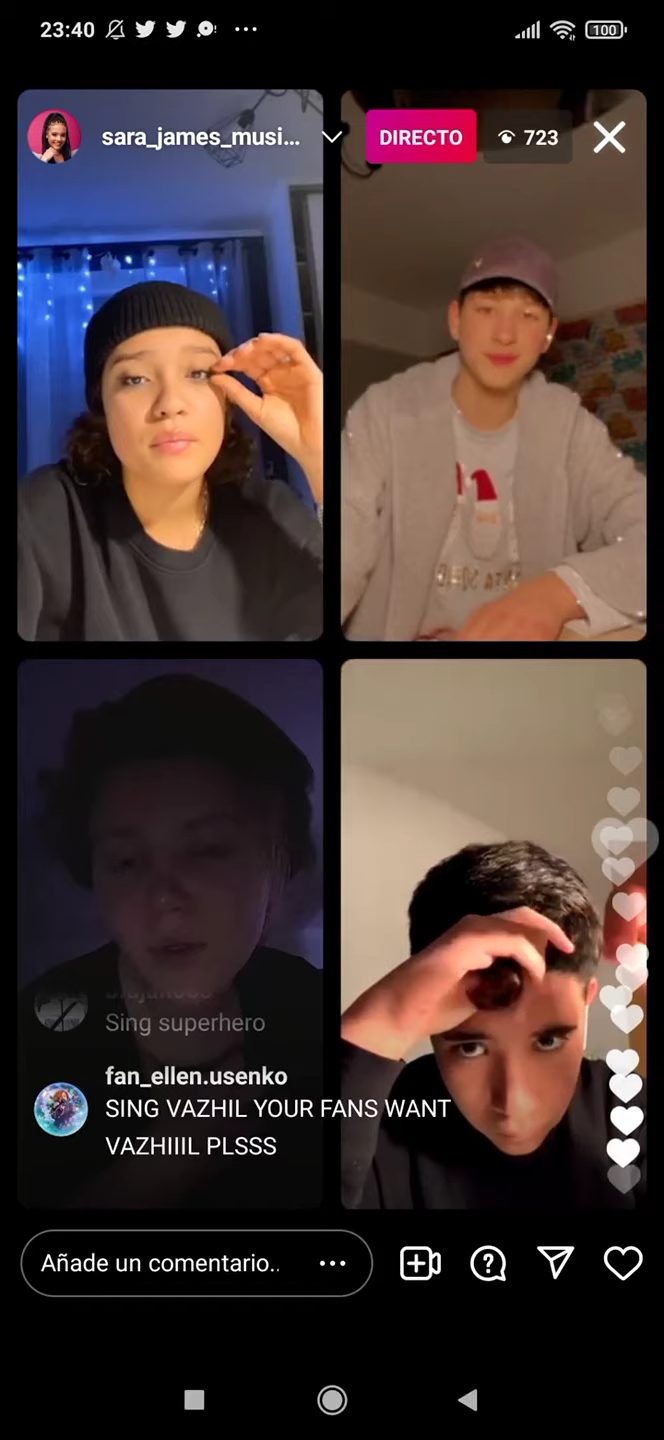 23:40
100
sara_james_musi...
DIRECTO
723
Sing superhero
fan_ellen.usenko
SING VAZHIL YOUR FANS WANT
VAZHIIIL PLSSS
Añade un comentario..